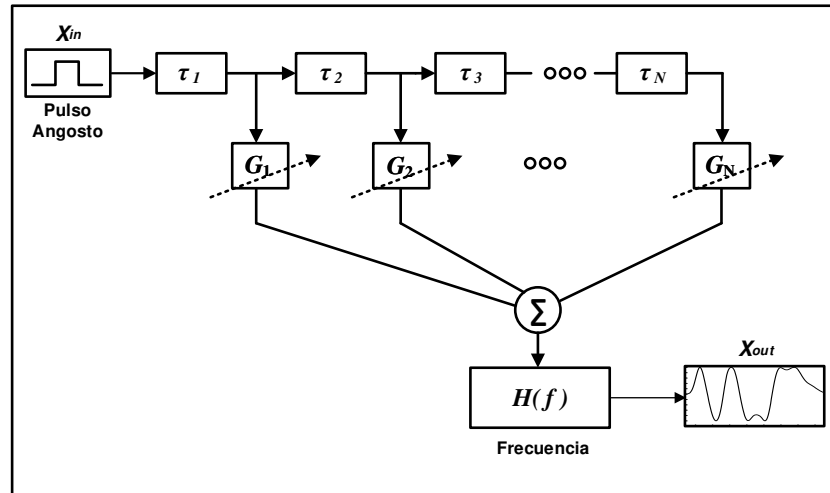 Xin
Pulso
Angosto
τ1 τ2 τ3 τN
G1 G2 GN
Σ
H(f)
Frecuencia
Xout